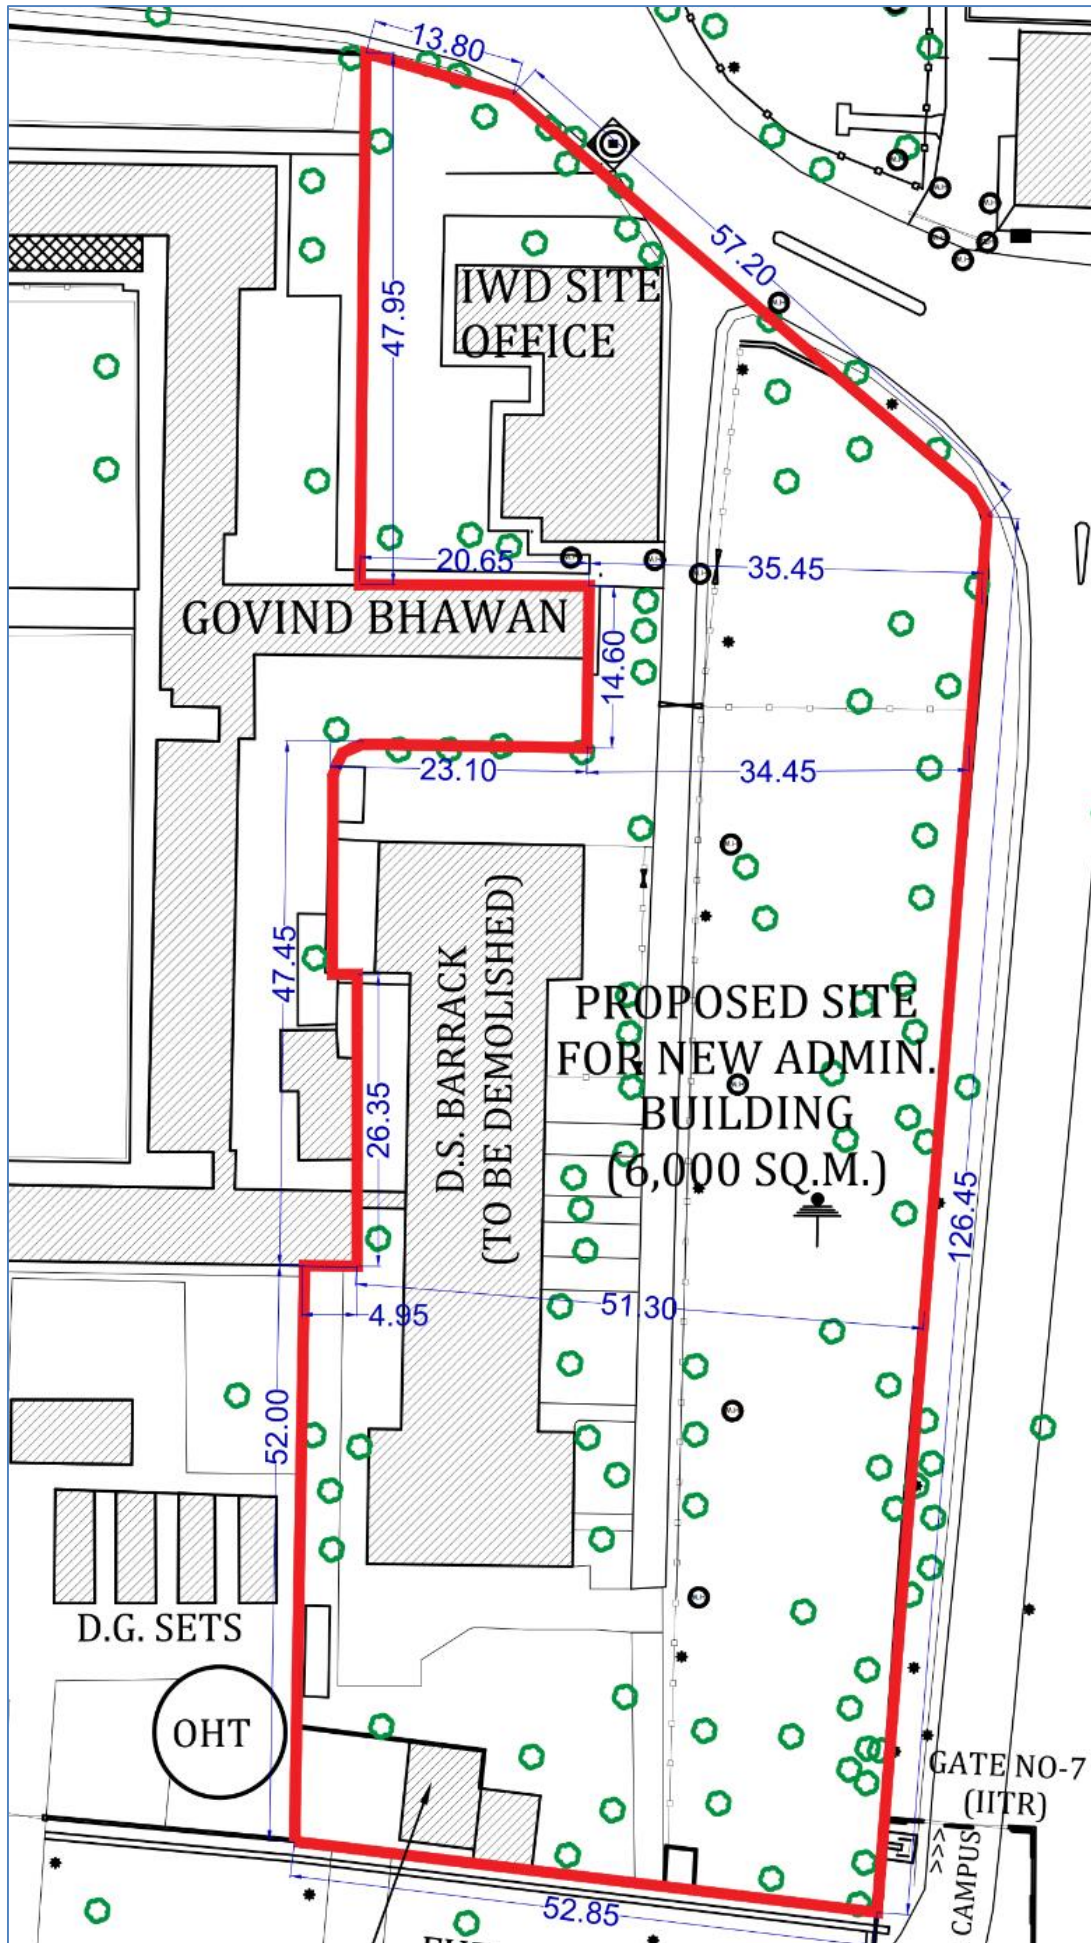 13.80
57.20
47.95
IWD SITE
OFFICE
20.65
35.45
GOVIND BHAWAN
14.60
23.10
34.45
47.45
D.S. BARRACK
(TO BE DEMOLISHED)
PROPOSED SITE
FOR NEW ADMIN.
BUILDING
(6,000 SQ.M.)
26.35
126.45
51.30
4.95
52.00
D.G. SETS
OHT
GATE NO-7
(IITR)
>>>
CAMPUS
52.85